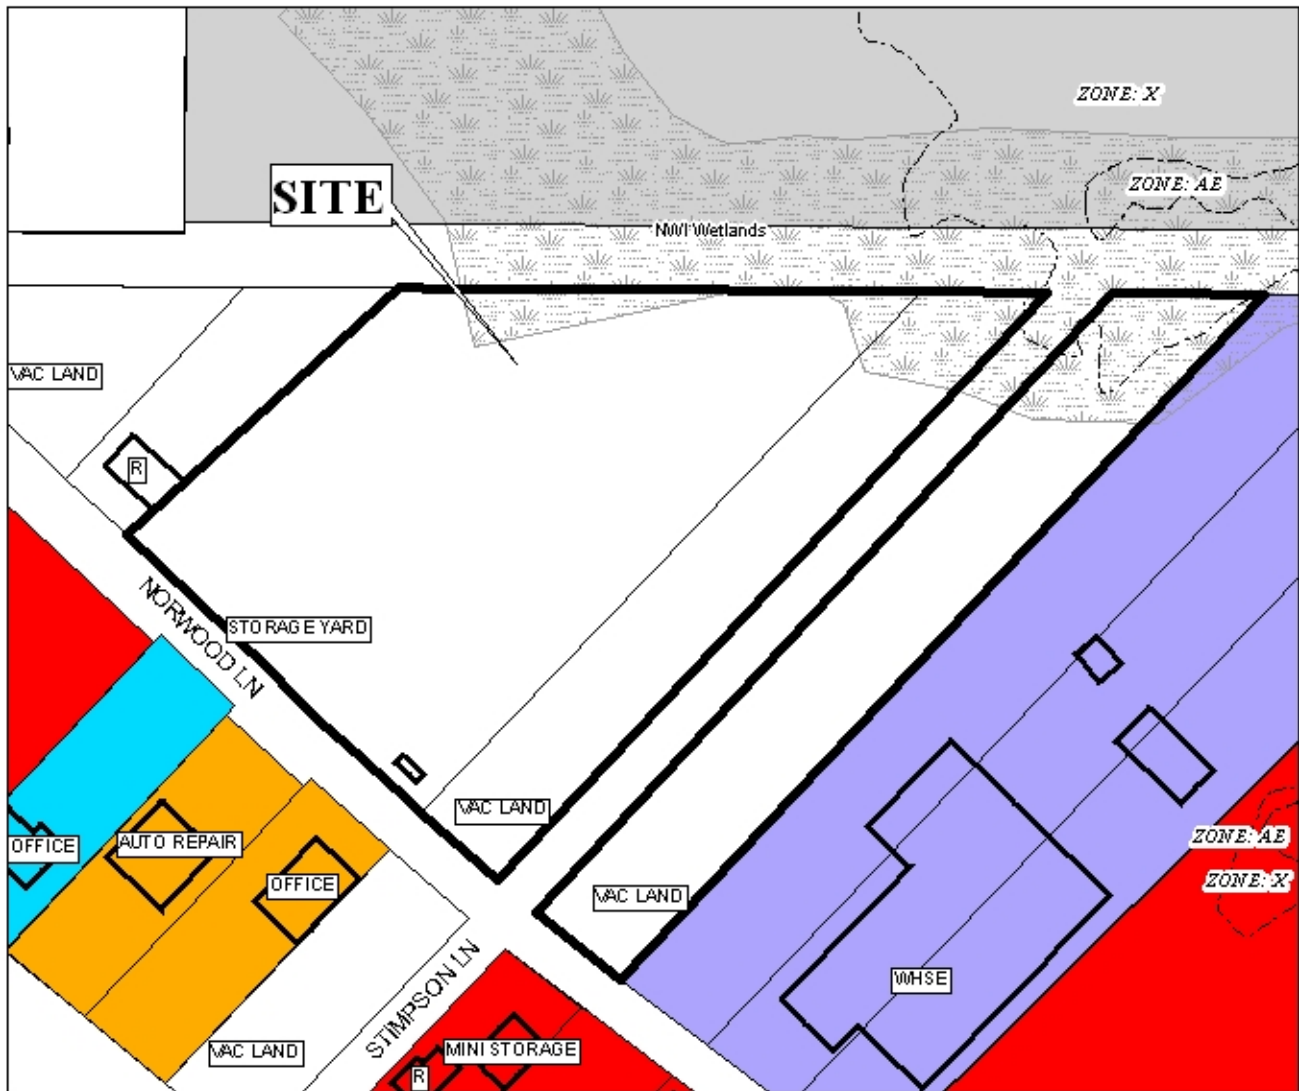 ZONE: X
ZONE: AE
SITE
NWI Wetlands
VAC LAND
R
STORAGE YARD
NORWOOD LN
VAC LAND
OFFICE
AUTO REPAIR
OFFICE
VAC LAND
ZONE: AE
ZONE: X
STIMPSON LN
WHSE
VAC LAND
MINI STORAGE
R